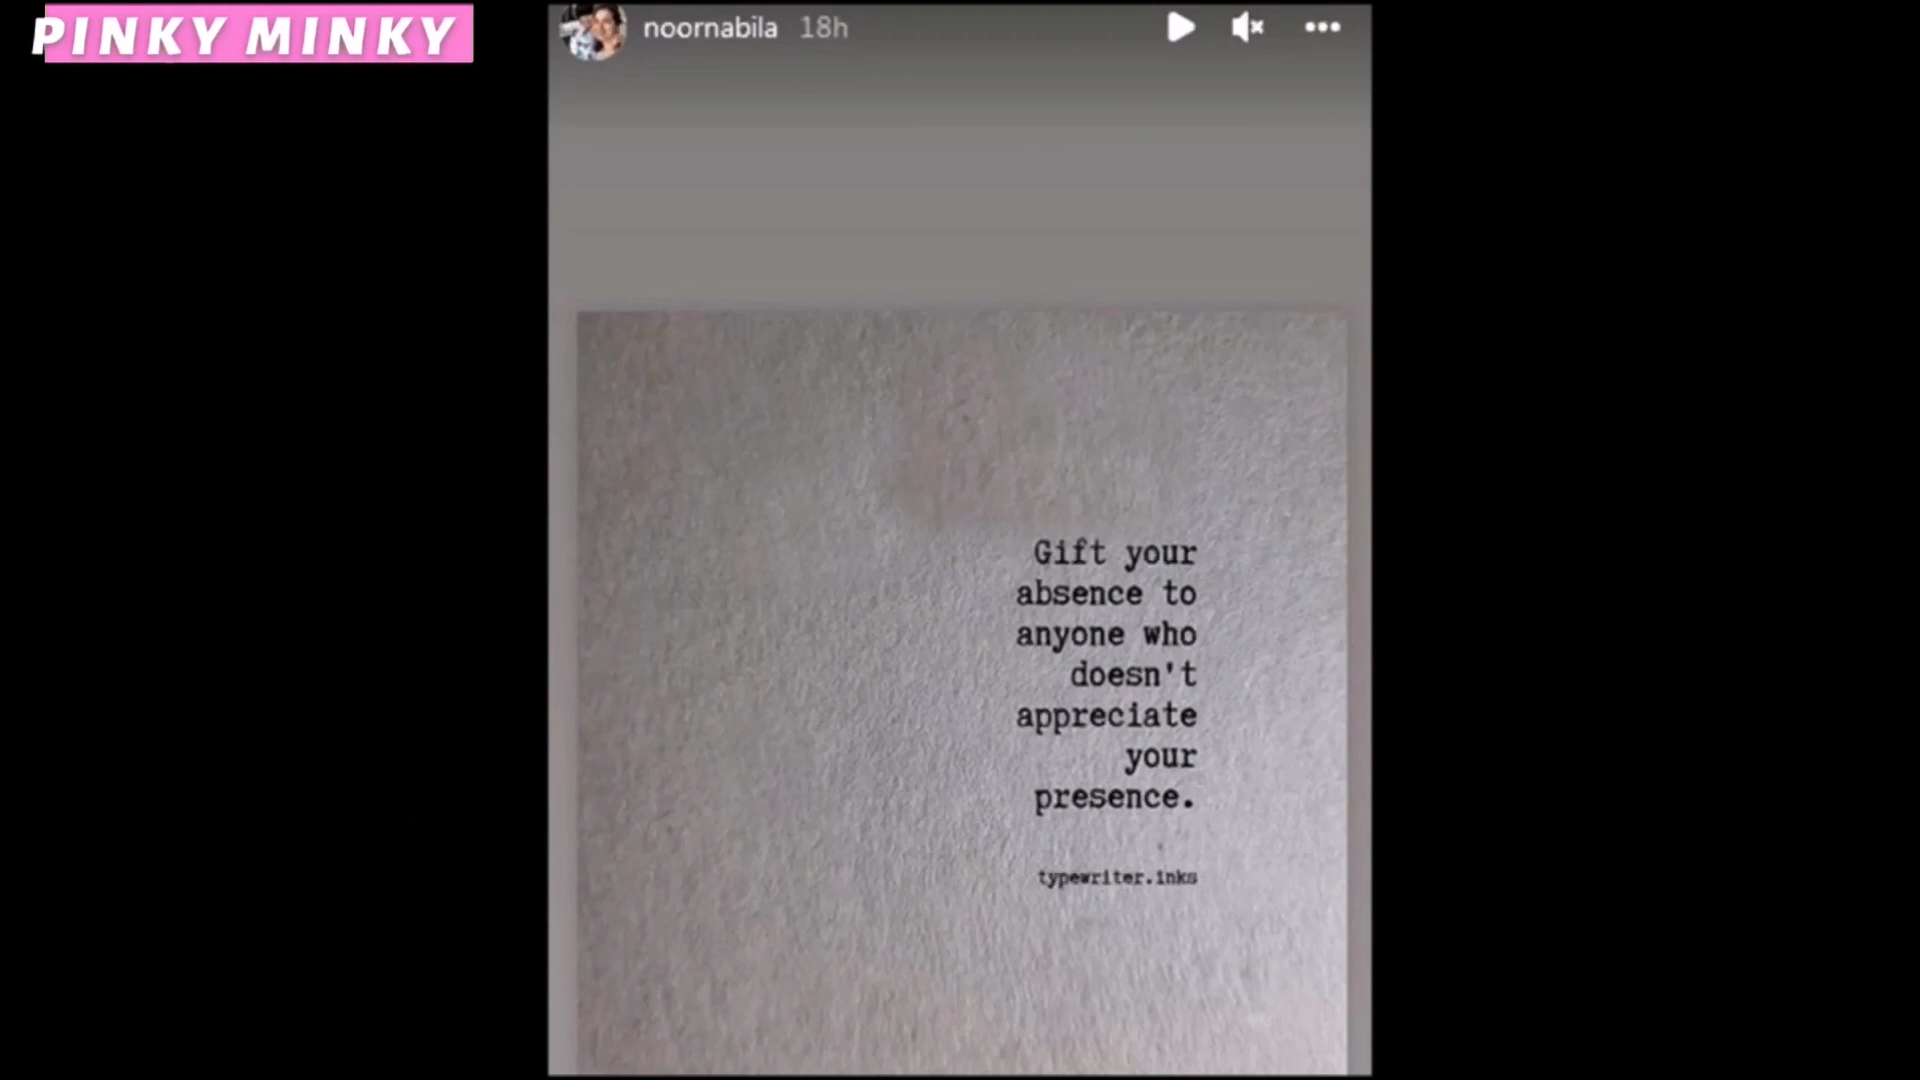 PINKY MINKY
noornabila 18h
Gift your
absence to
anyone who
doesn't
appreciate
your
presence.
typewriter.inks